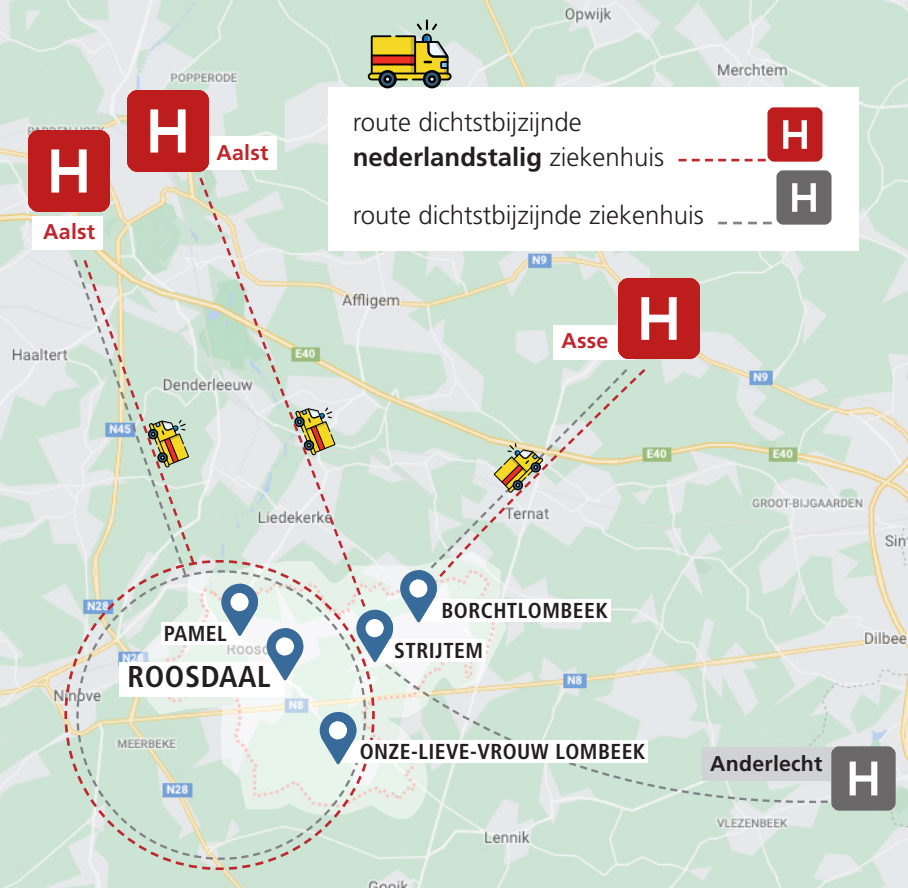 Opwijk
Merchtem
POPPERODE
H
Aalst
H
Aalst
route dichtstbijzijnde
nederlandstalig ziekenhuis
H
route dichtstbijzijnde ziekenhuis
H
N9
Affligem
H
Asse
Haaltert
E40
Denderleeuw
N9
N45
E40
E40
GROOT-BIJGAARDEN
Liedekerke
Ternat
N28
BORCHTLOMBEEK
PAMEL
STRIJTEM
N28
ROOSDAAL
N8
Ninove
N8
MEERBEKE
ONZE-LIEVE-VROUW LOMBEEK
Anderlecht
H
N28
VLEZENBEEK
Lennik